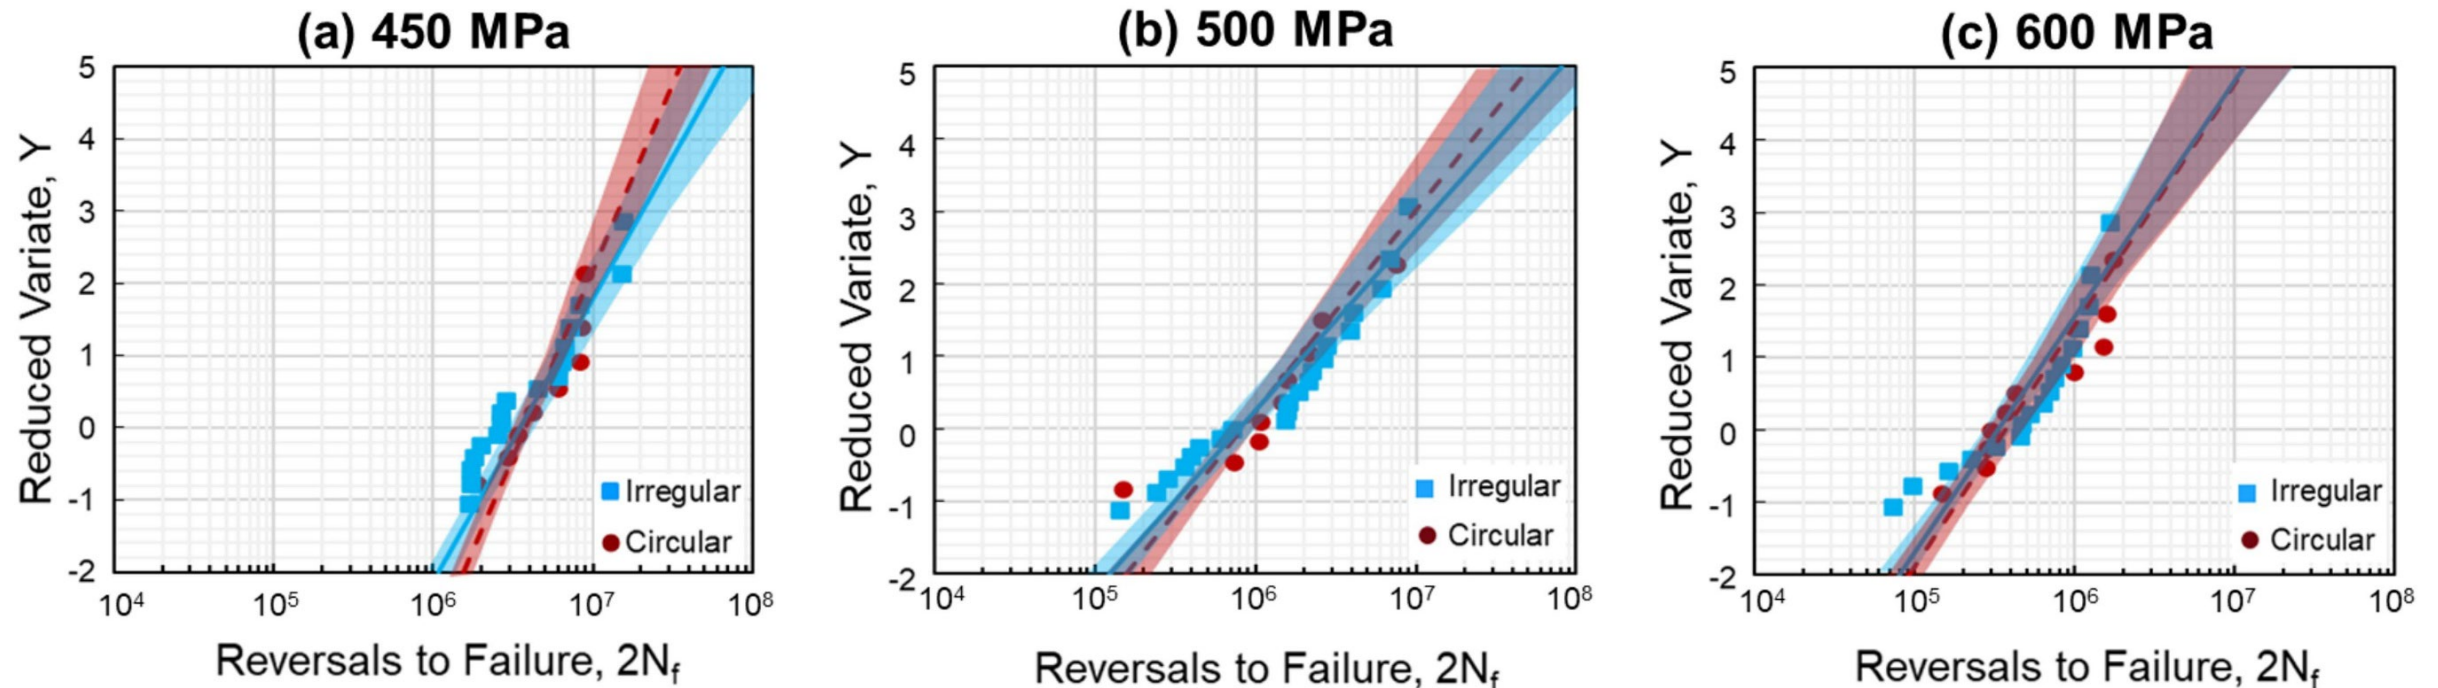 (a) 450 MPa
Reduced Variate, Y
5
4
3
2
1
0
-1
-2
Irregular
Circular
10⁴ 10⁵ 10⁶ 10⁷ 10⁸
Reversals to Failure, 2Nf
(b) 500 MPa
Reduced Variate, Y
5
4
3
2
1
0
-1
-2
Irregular
Circular
10⁴ 10⁵ 10⁶ 10⁷ 10⁸
Reversals to Failure, 2Nf
(c) 600 MPa
Reduced Variate, Y
5
4
3
2
1
0
-1
-2
Irregular
Circular
10⁴ 10⁵ 10⁶ 10⁷ 10⁸
Reversals to Failure, 2Nf